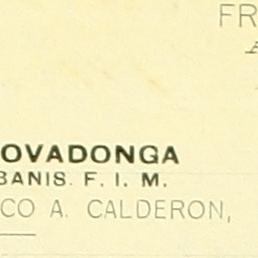 FR
OVADONGA
BANIS. F. I. M.
CO A. CALDERON,